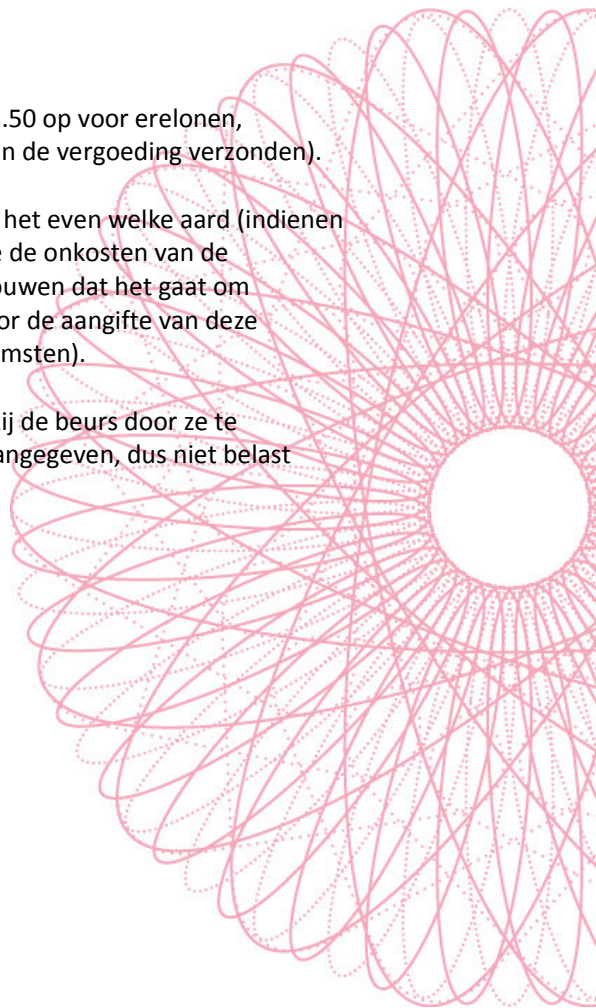 .50 op voor erelonen,
n de vergoeding verzonden).
het even welke aard (indienen
e de onkosten van de
ouwen dat het gaat om
or de aangifte van deze
msten).
ij de beurs door ze te
angegeven, dus niet belast